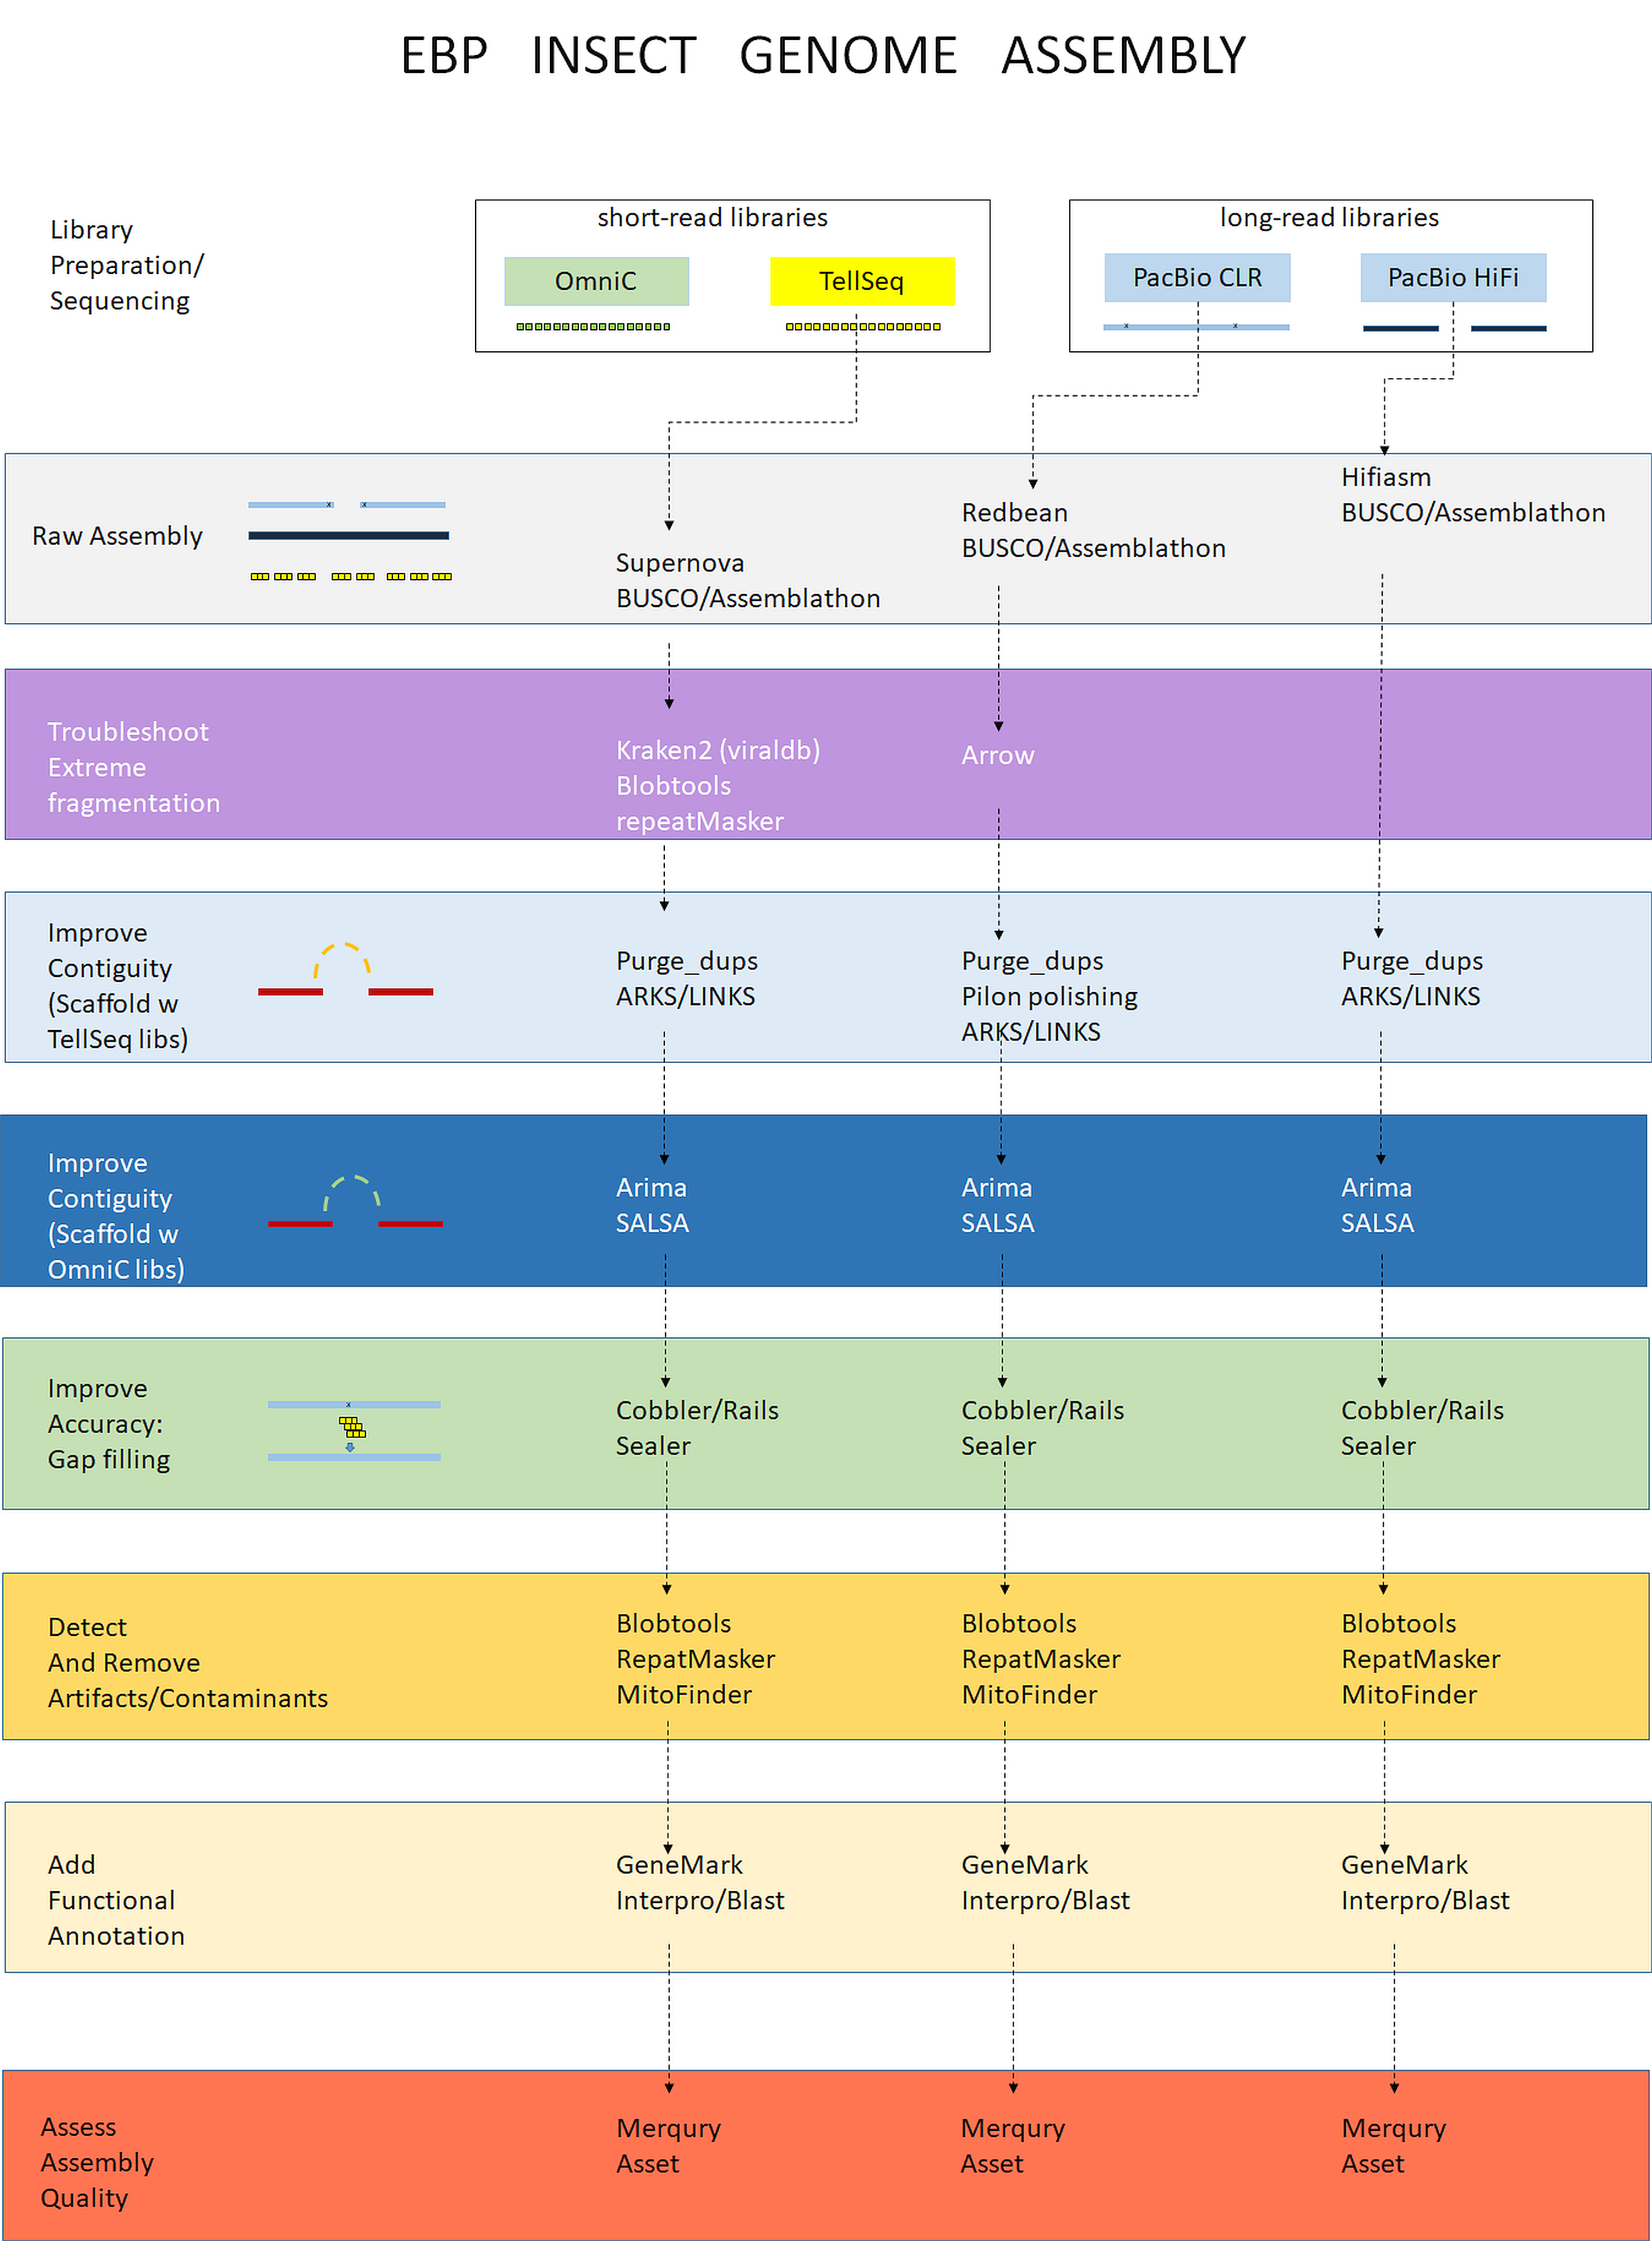 EBP INSECT GENOME ASSEMBLY
Library
Preparation/
Sequencing
short-read libraries
OmniC
TellSeq
long-read libraries
PacBio CLR
PacBio HiFi
Raw Assembly
Supernova
BUSCO/Assemblathon
Redbean
BUSCO/Assemblathon
Hifiasm
BUSCO/Assemblathon
Troubleshoot
Extreme
fragmentation
Kraken2 (viraldb)
Blobtools
repeatMasker
Arrow
Improve
Contiguity
(Scaffold w
TellSeq libs)
Purge_dups
ARKS/LINKS
Purge_dups
Pilon polishing
ARKS/LINKS
Purge_dups
ARKS/LINKS
Improve
Contiguity
(Scaffold w
OmniC libs)
Arima
SALSA
Arima
SALSA
Arima
SALSA
Improve
Accuracy:
Gap filling
Cobbler/Rails
Sealer
Cobbler/Rails
Sealer
Cobbler/Rails
Sealer
Detect
And Remove
Artifacts/Contaminants
Blobtools
RepatMasker
MitoFinder
Blobtools
RepatMasker
MitoFinder
Blobtools
RepatMasker
MitoFinder
Add
Functional
Annotation
GeneMark
Interpro/Blast
GeneMark
Interpro/Blast
GeneMark
Interpro/Blast
Assess
Assembly
Quality
Merqury
Asset
Merqury
Asset
Merqury
Asset